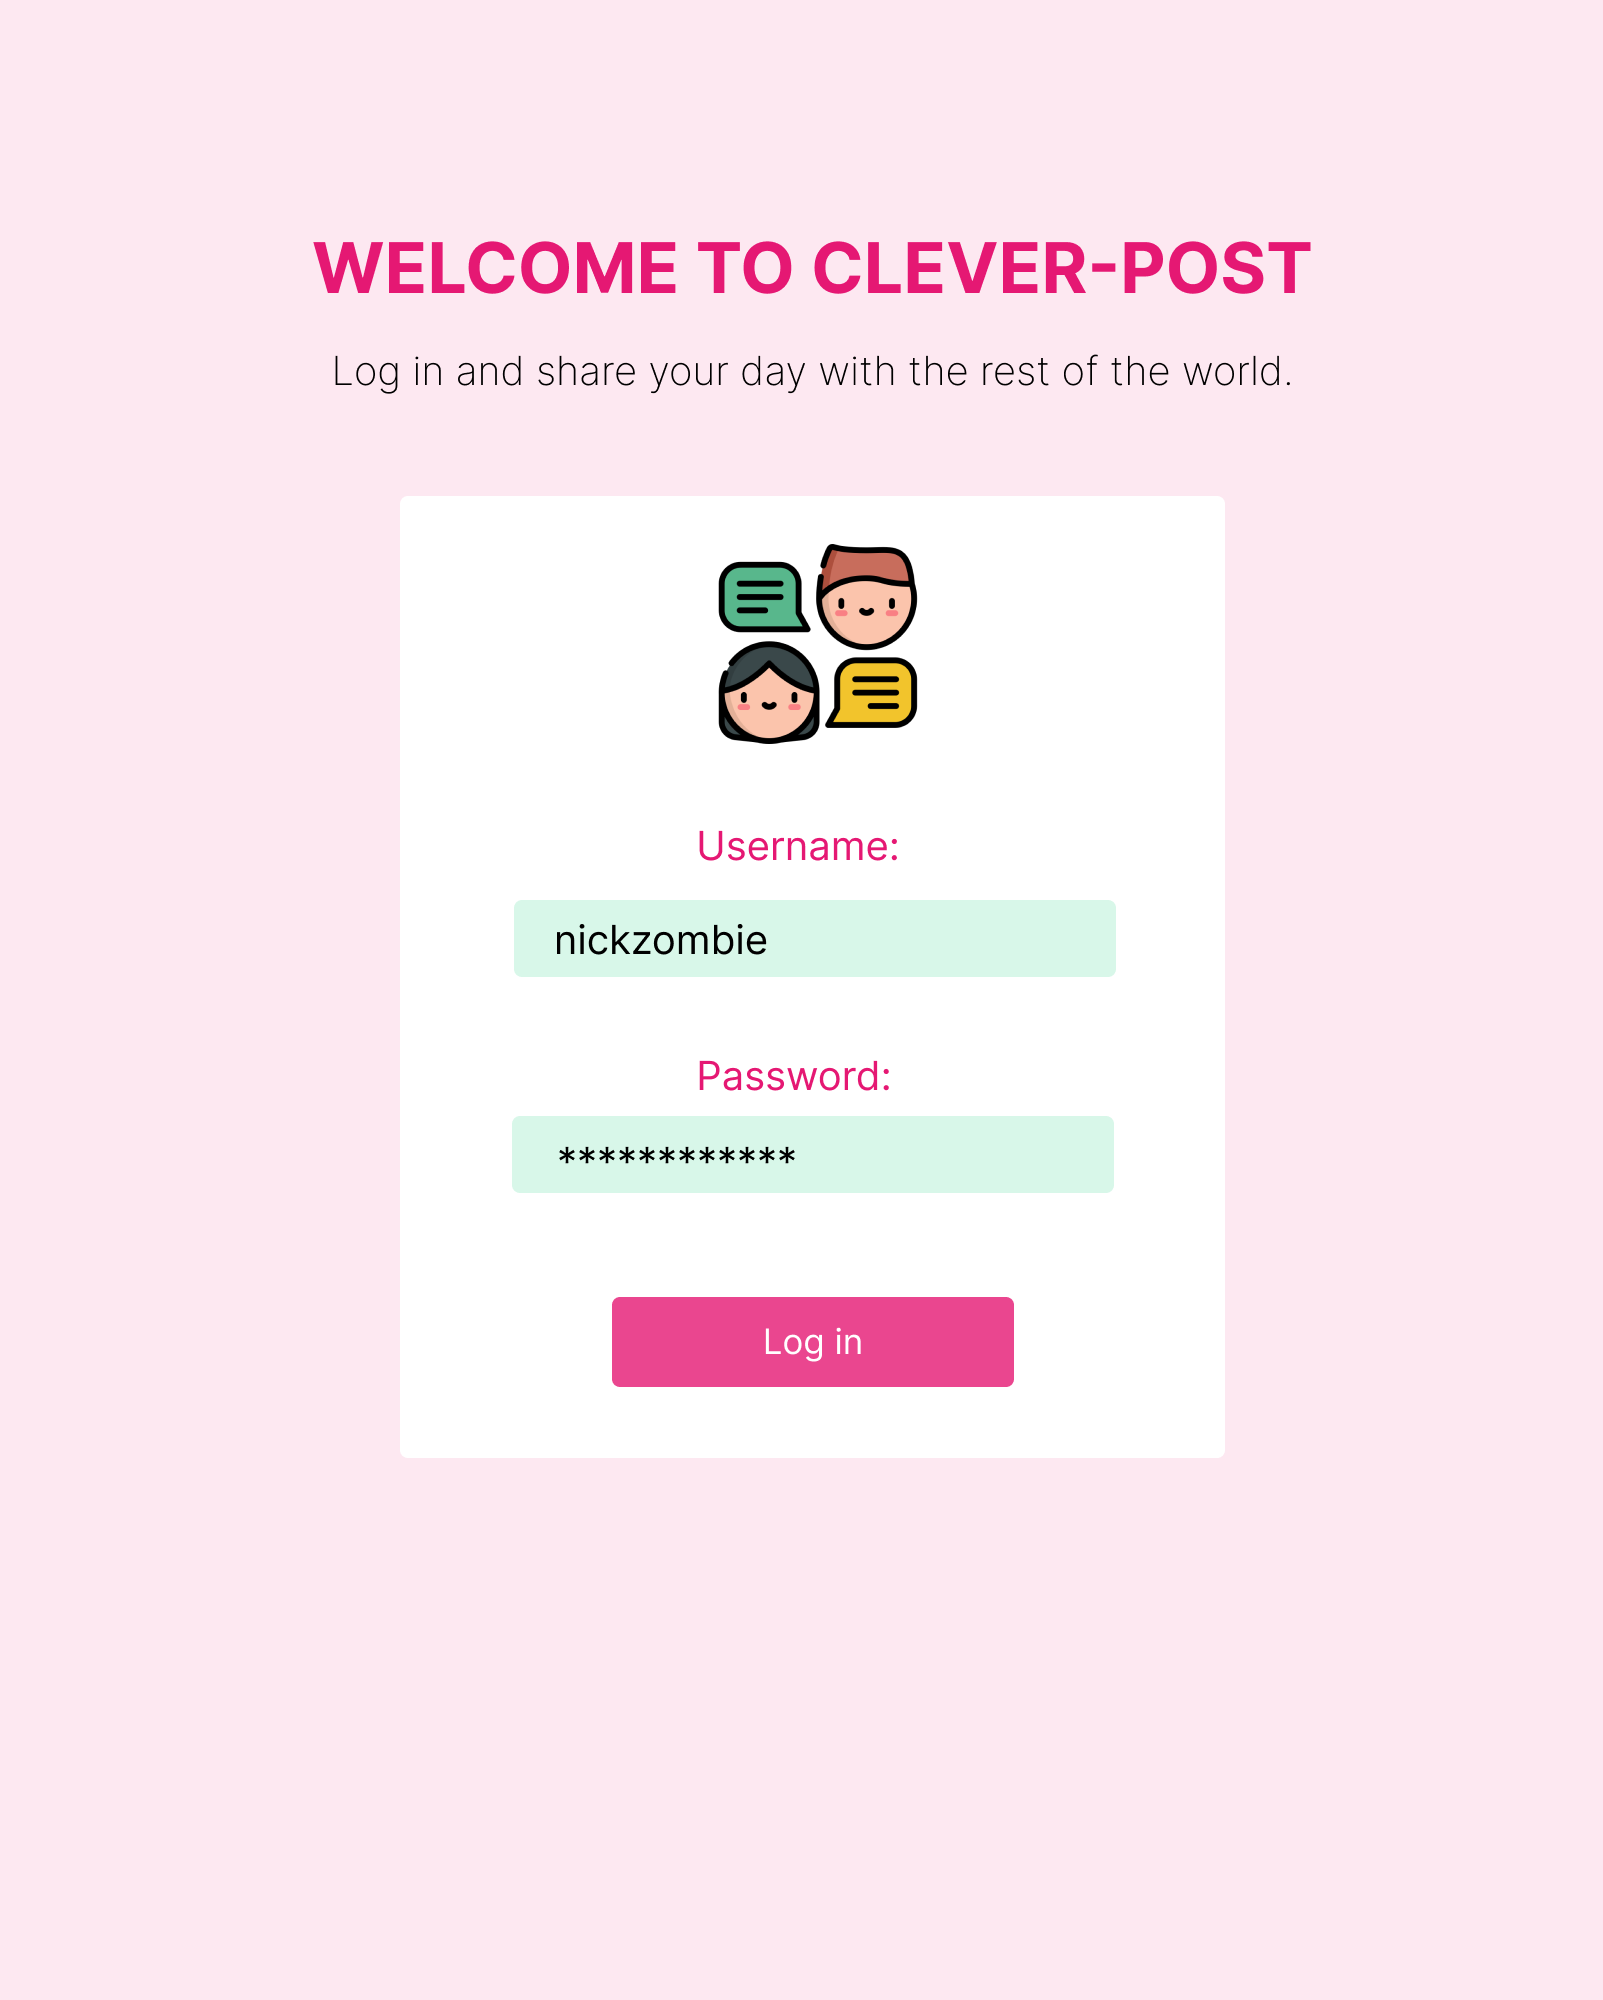 WELCOME TO CLEVER-POST
Log in and share your day with the rest of the world.
Username:
nickzombie
Password:
************
Log in